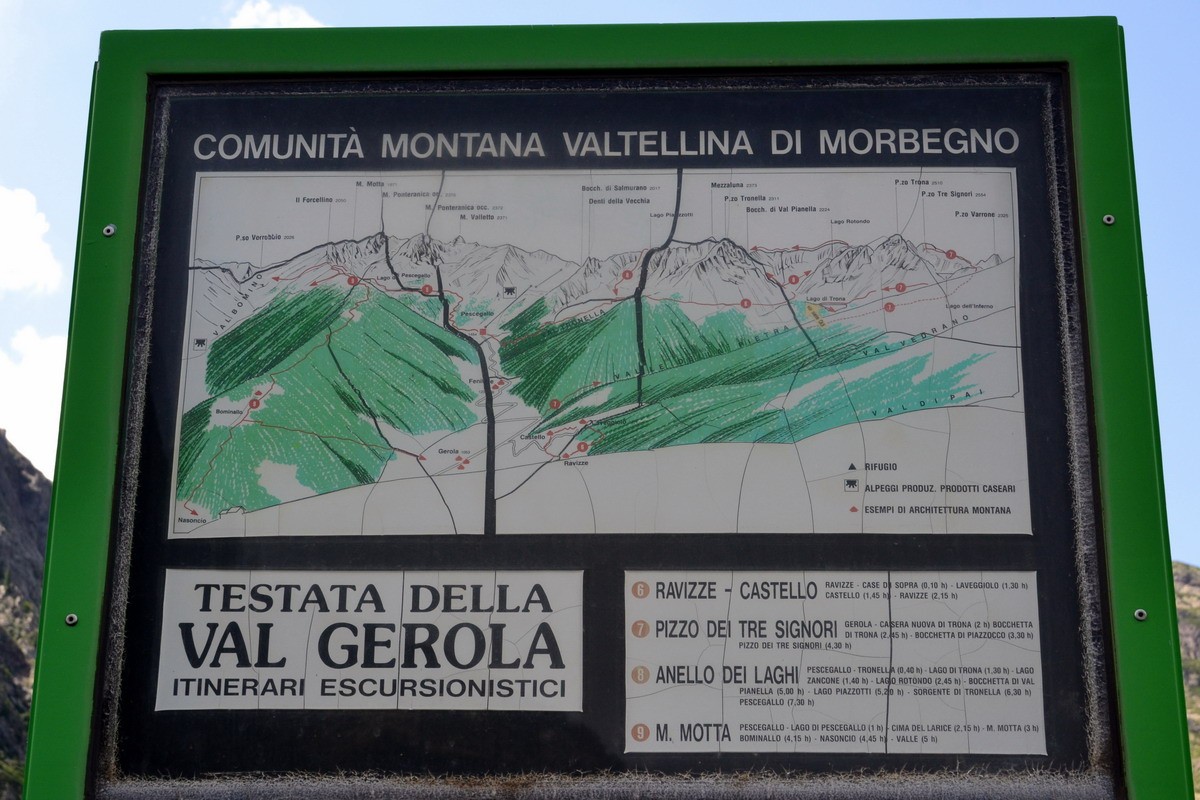 COMUNITÀ MONTANA VALTELLINA DI MORBEGNO
M. Motta
M. Ponteranica
Il Forcellino
M. Ponteranica occ.
M. Valletto
P.so Vorrobbio
Bocch. di Salmurano
Denti della Vecchia
Lago Piazzotti
Mezzaluna
P.zo Tronella
Bocch. di Val Pianella
Lago Rotondo
P.zo Trona
P.zo Tre Signori
P.zo Varrone
Lago Pescegallo
VALBOMINO
Pescegallo
TRONELLA
Lago di Trona
Lago dell'Inferno
PIETRA
VAL VEDRANO
VALDIPAI
Bominallo
Castello
Gerola
Ravizze
Nasoncio
RIFUGIO
ALPEGGI PRODUZ. PRODOTTI CASEARI
ESEMPI DI ARCHITETTURA MONTANA
TESTATA DELLA
VAL GEROLA
ITINERARI ESCURSIONISTICI
6 RAVIZZE - CASTELLO RAVIZZE - CASE DI SOPRA (0,10 h) - LAVEGGIOLO (1,30 h)
CASTELLO (1,45 h) - RAVIZZE (2,15 h)
7 PIZZO DEI TRE SIGNORI GEROLA - CASERA NUOVA DI TRONA (2 h) BOCCHETTA
DI TRONA (2,45 h) - BOCCHETTA DI PIAZZOCCO (3,30 h)
PIZZO DEI TRE SIGNORI (4,30 h)
8 ANELLO DEI LAGHI PESCEGALLO - TRONELLA (0,40 h) - LAGO DI TRONA (1,30 h) - LAGO
ZANCONE (1,40 h) - LAGO ROTONDO (2,45 h) - BOCCHETTA DI VAL
PIANELLA (5,00 h) - LAGO PIAZZOTTI (5,20 h) - SORGENTE DI TRONELLA (6,30 h)
PESCEGALLO (7,30 h)
9 M. MOTTA PESCEGALLO - LAGO DI PESCEGALLO (1 h) - CIMA DEL LARICE (2,15 h) - M. MOTTA (3 h)
BOMINALLO (4,15 h) - NASONCIO (4,45 h) - VALLE (5 h)